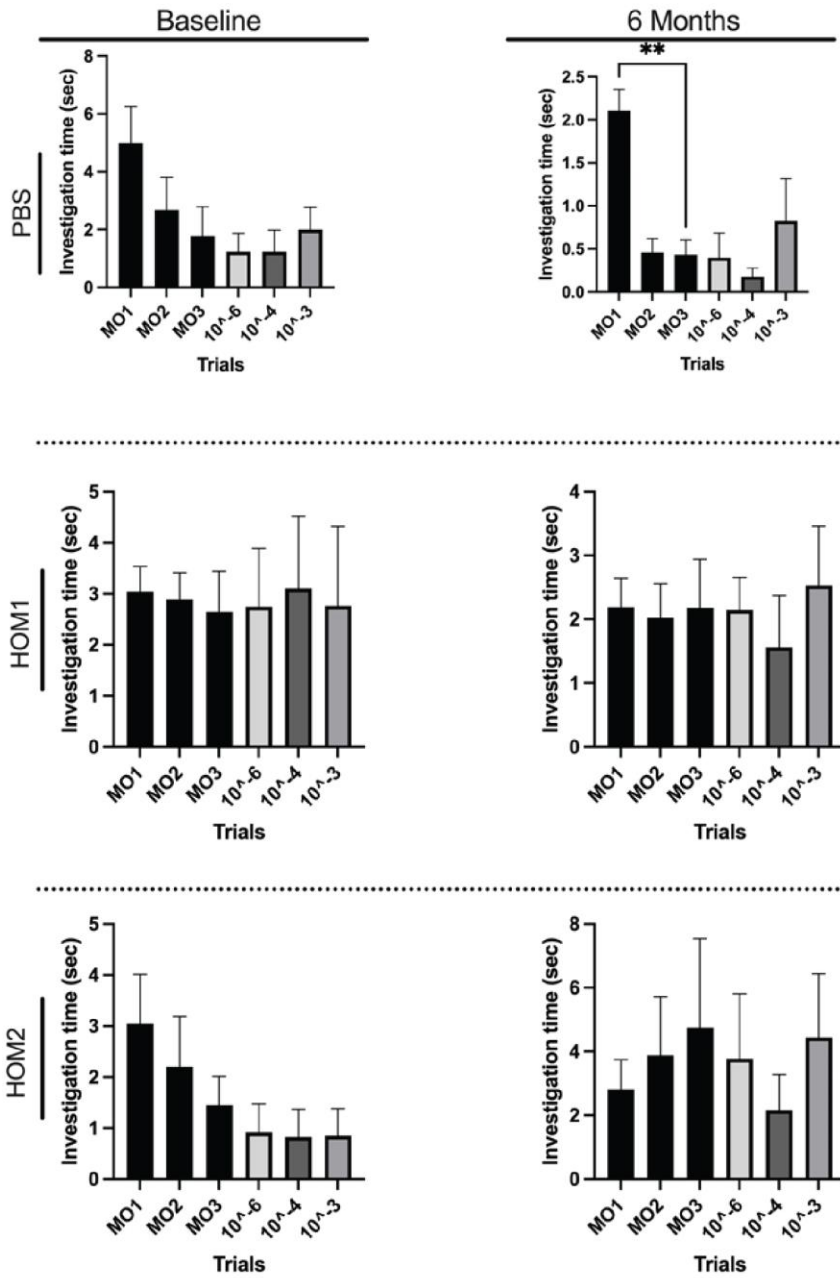 Baseline
6 Months
PBS
Investigation time (sec)
8
6
4
2
0
MO1 MO2 MO3 10^-6 10^-4 10^-3
Trials
**
Investigation time (sec)
2.5
2.0
1.5
1.0
0.5
0.0
MO1 MO2 MO3 10^-6 10^-4 10^-3
Trials
HOM1
Investigation time (sec)
5
4
3
2
1
0
MO1 MO2 MO3 10^-6 10^-4 10^-3
Trials
Investigation time (sec)
4
3
2
1
0
MO1 MO2 MO3 10^-6 10^-4 10^-3
Trials
HOM2
Investigation time (sec)
5
4
3
2
1
0
MO1 MO2 MO3 10^-6 10^-4 10^-3
Trials
Investigation time (sec)
8
6
4
2
0
MO1 MO2 MO3 10^-6 10^-4 10^-3
Trials